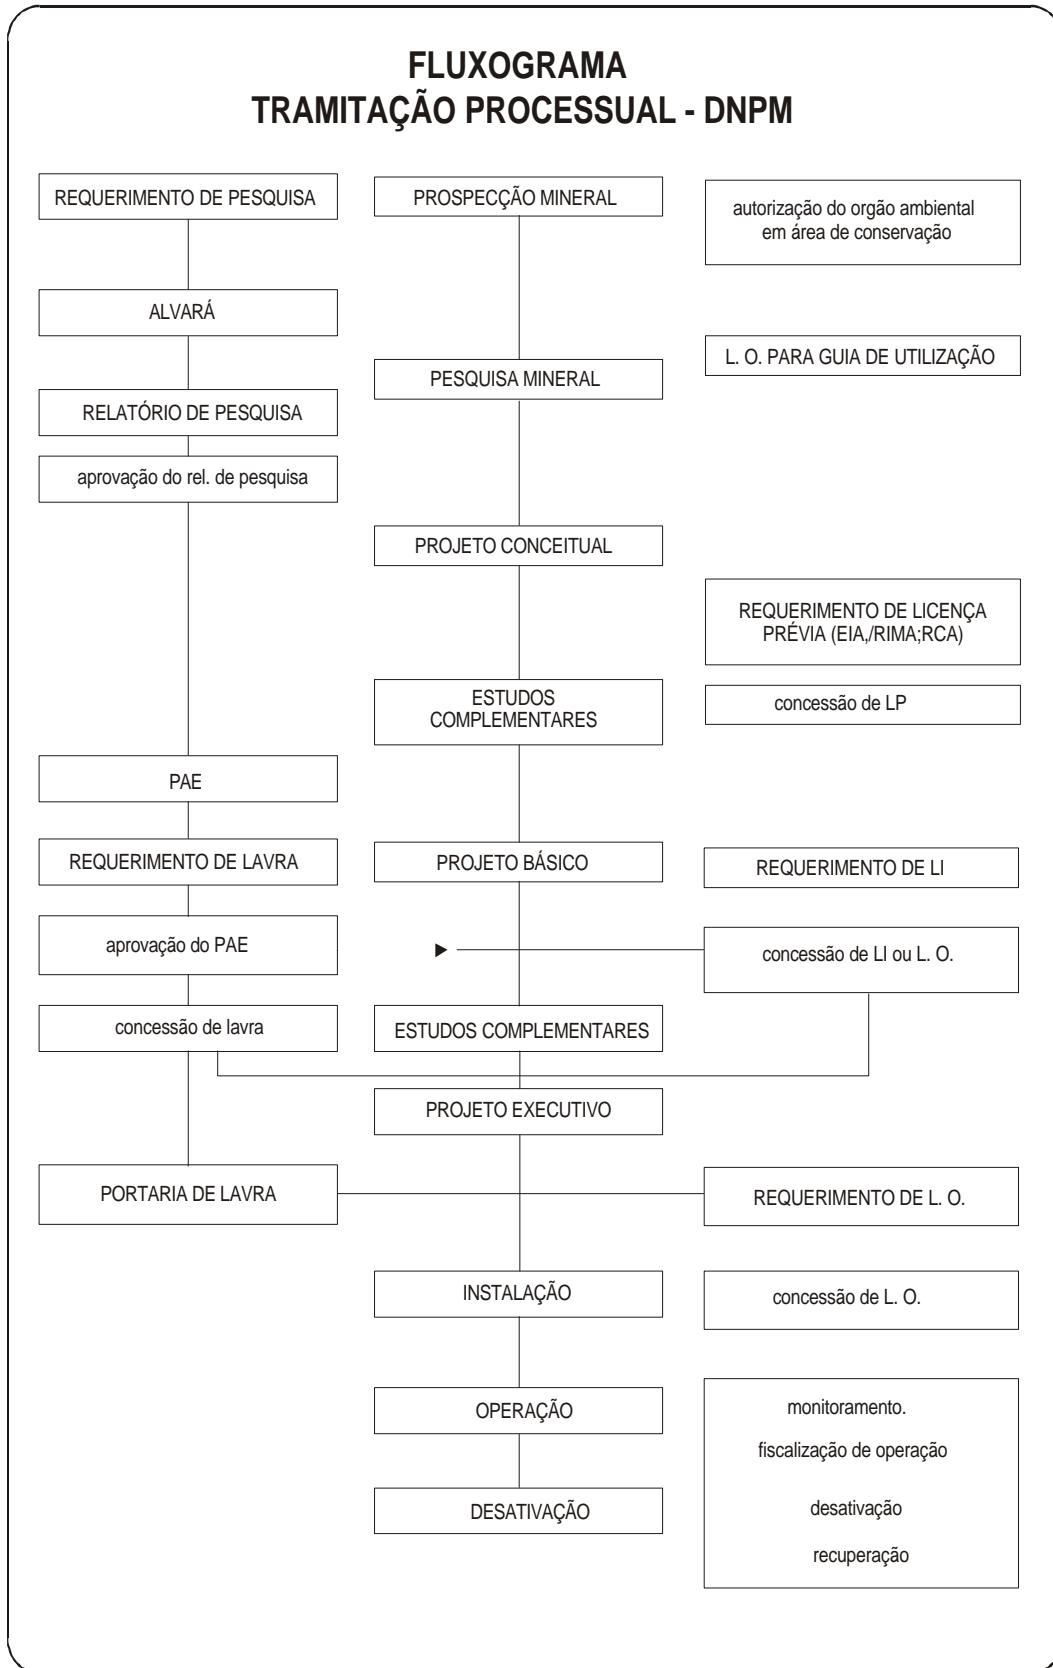 FLUXOGRAMA
TRAMITAÇÃO PROCESSUAL - DNPM
REQUERIMENTO DE PESQUISA
ALVARÁ
RELATÓRIO DE PESQUISA
aprovação do rel. de pesquisa
PAE
REQUERIMENTO DE LAVRA
aprovação do PAE
concessão de lavra
PORTARIA DE LAVRA
PROSPECÇÃO MINERAL
PESQUISA MINERAL
PROJETO CONCEITUAL
ESTUDOS
COMPLEMENTARES
PROJETO BÁSICO
ESTUDOS COMPLEMENTARES
PROJETO EXECUTIVO
INSTALAÇÃO
OPERAÇÃO
DESATIVAÇÃO
autorização do orgão ambiental
em área de conservação
L. O. PARA GUIA DE UTILIZAÇÃO
REQUERIMENTO DE LICENÇA
PRÉVIA (EIA,/RIMA;RCA)
concessão de LP
REQUERIMENTO DE LI
concessão de LI ou L. O.
REQUERIMENTO DE L. O.
concessão de L. O.
monitoramento.
fiscalização de operação
desativação
recuperação